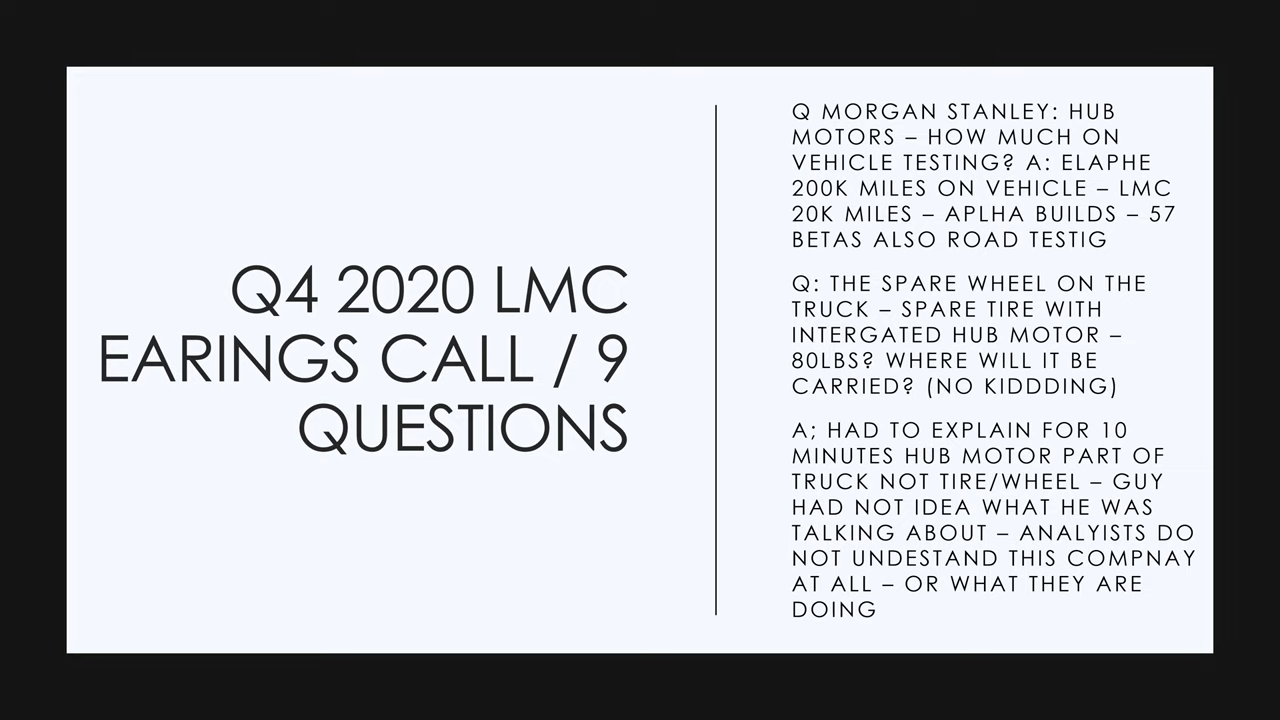 Q4 2020 LMC
EARINGS CALL / 9
QUESTIONS
Q MORGAN STANLEY: HUB
MOTORS – HOW MUCH ON
VEHICLE TESTING? A: ELAPHE
200K MILES ON VEHICLE – LMC
20K MILES – APLHA BUILDS – 57
BETAS ALSO ROAD TESTIG
Q: THE SPARE WHEEL ON THE
TRUCK – SPARE TIRE WITH
INTERGATED HUB MOTOR –
80LBS? WHERE WILL IT BE
CARRIED? (NO KIDDDING)
A; HAD TO EXPLAIN FOR 10
MINUTES HUB MOTOR PART OF
TRUCK NOT TIRE/WHEEL – GUY
HAD NOT IDEA WHAT HE WAS
TALKING ABOUT – ANALYISTS DO
NOT UNDESTAND THIS COMPNAY
AT ALL – OR WHAT THEY ARE
DOING